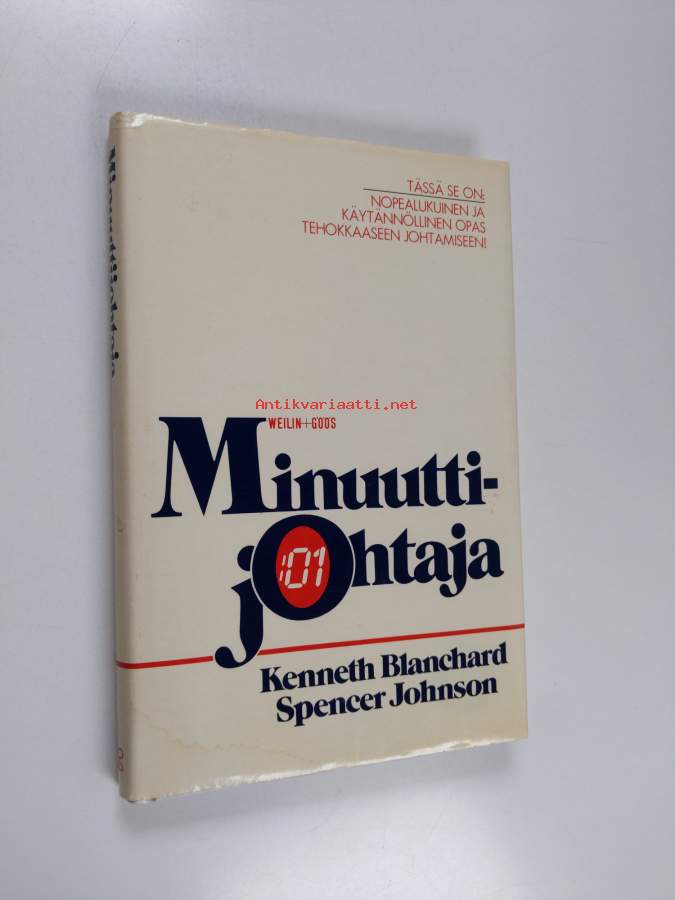 TÄSSÄ SE ON:
NOPEALUKUINEN JA
KÄYTÄNNÖLLINEN OPAS
TEHOKKAASEEN JOHTAMISEEN!
Antikvariaatti.net
WEILIN+GÖÖS
Minuutti-
jOhtaja
:01
Kenneth Blanchard
Spencer Johnson
Minuuttijohtaja